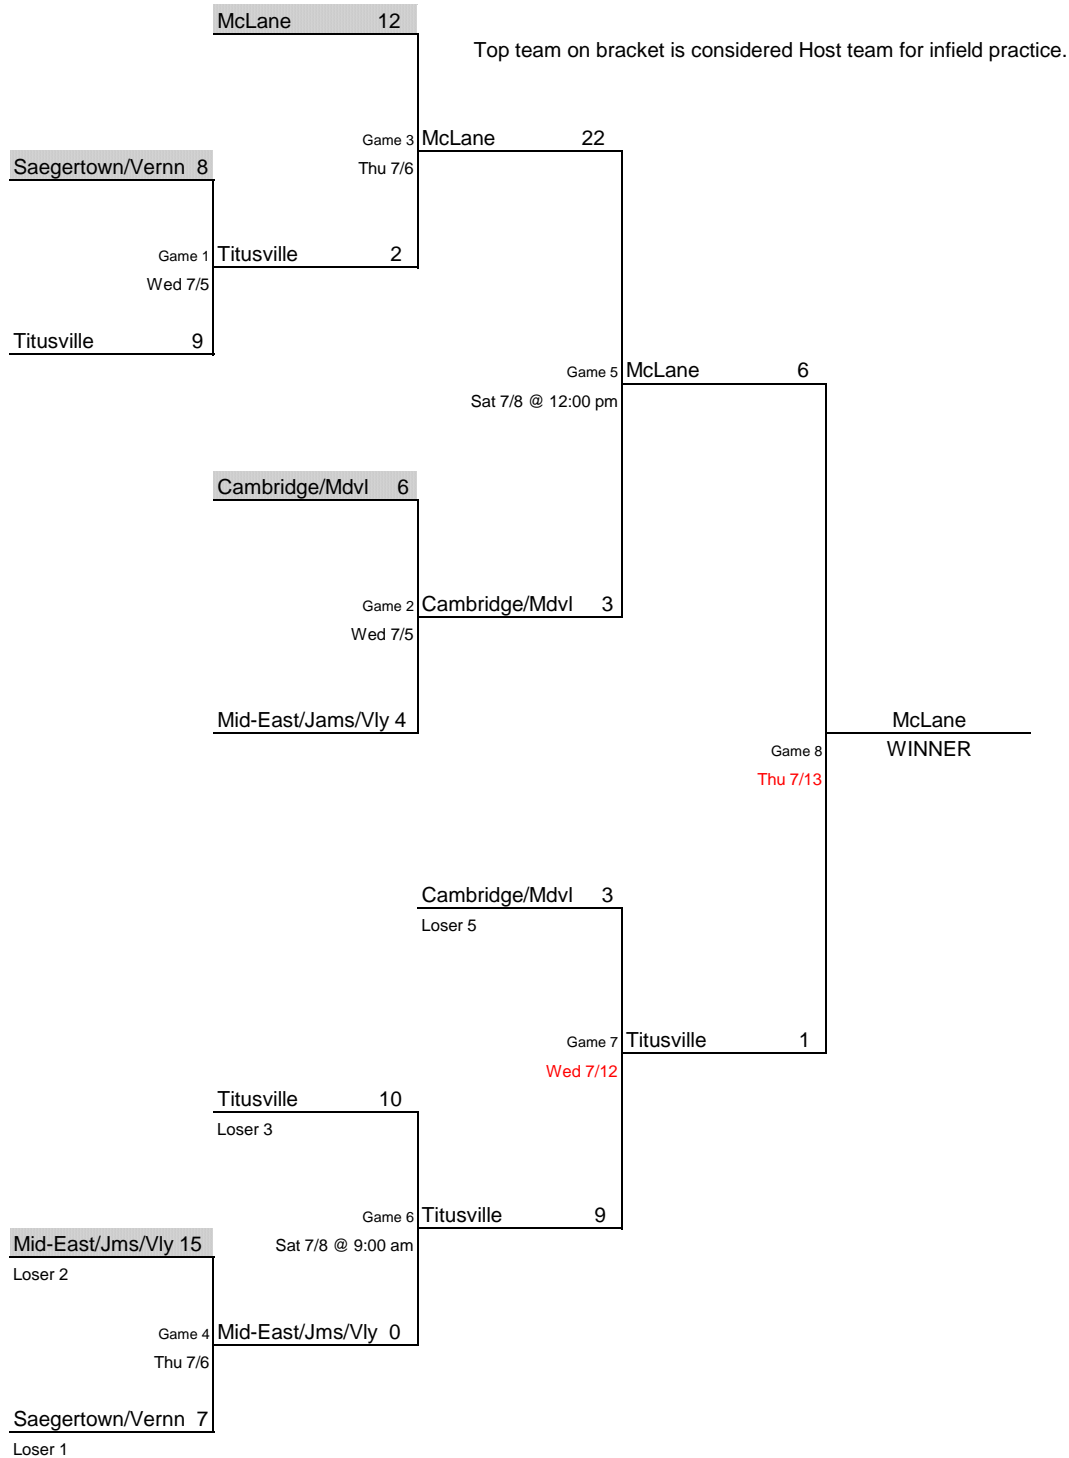 McLane 12
Top team on bracket is considered Host team for infield practice.
Game 3 McLane 22
Saegertown/Vernn 8
Thu 7/6
Game 1 Titusville 2
Wed 7/5
Titusville 9
Game 5 McLane 6
Sat 7/8 @ 12:00 pm
Cambridge/Mdvl 6
Game 2 Cambridge/Mdvl 3
Wed 7/5
Mid-East/Jams/Vly 4
McLane
Game 8 WINNER
Thu 7/13
Cambridge/Mdvl 3
Loser 5
Game 7 Titusville 1
Wed 7/12
Titusville 10
Loser 3
Game 6 Titusville 9
Mid-East/Jms/Vly 15
Sat 7/8 @ 9:00 am
Loser 2
Game 4 Mid-East/Jms/Vly 0
Thu 7/6
Saegertown/Vernn 7
Loser 1